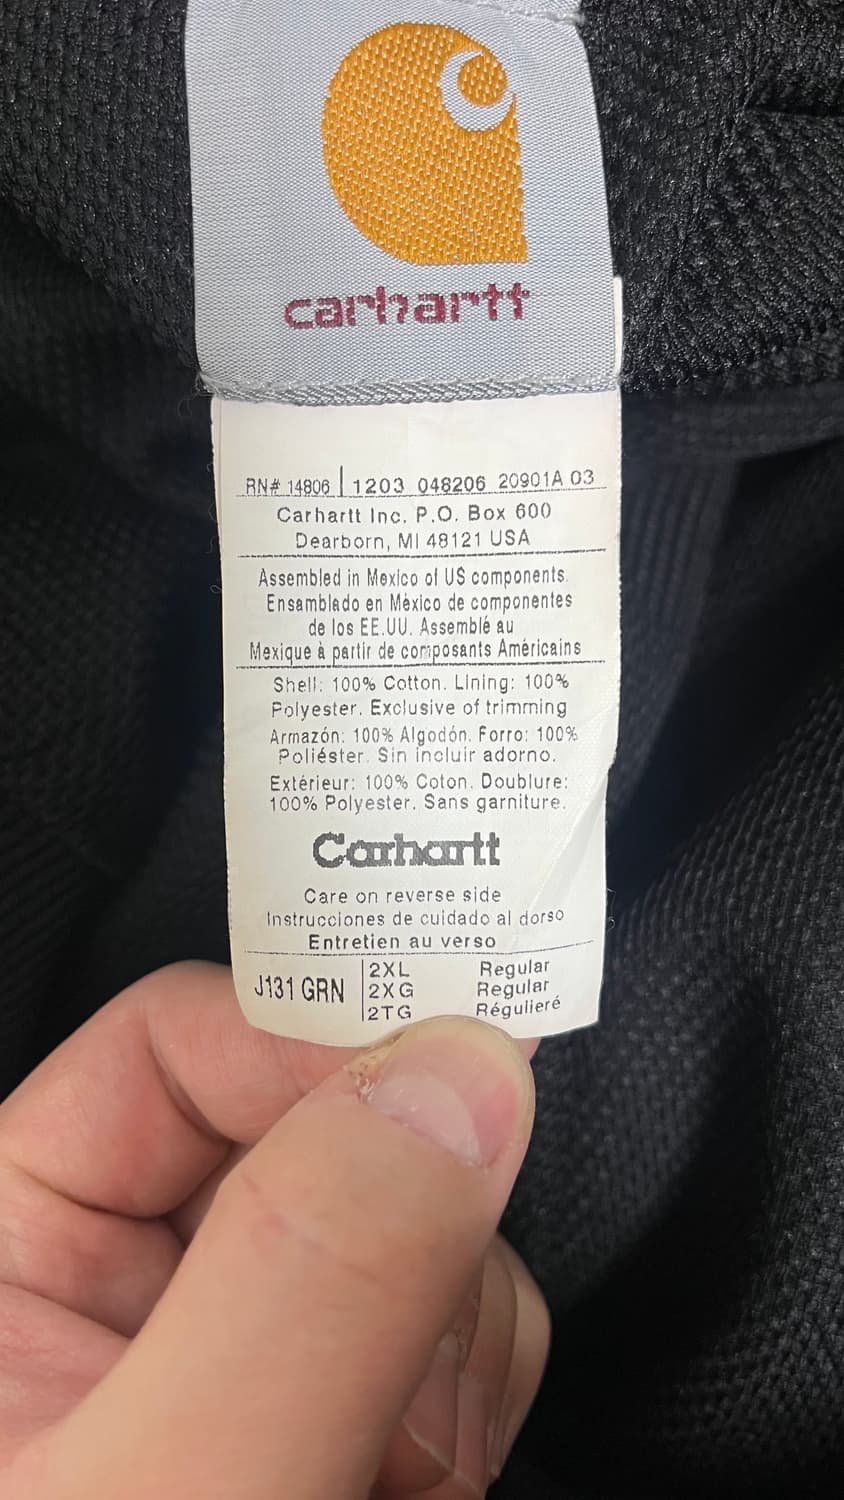 carhartt
RN# 14806 | 1203 048206 20901A 03
Carhartt Inc. P.O. Box 600
Dearborn, MI 48121 USA
Assembled in Mexico of US components.
Ensamblado en México de componentes
de los EE.UU. Assemblé au
Mexique à partir de composants Américains
Shell: 100% Cotton. Lining: 100%
Polyester. Exclusive of trimming
Armazón: 100% Algodón. Forro: 100%
Poliéster. Sin incluir adorno.
Extérieur: 100% Coton. Doublure:
100% Polyester. Sans garniture.
Carhartt
Care on reverse side
Instrucciones de cuidado al dorso
Entretien au verso
J131 GRN
2XL Regular
2XG Regular
2TG Régulieré